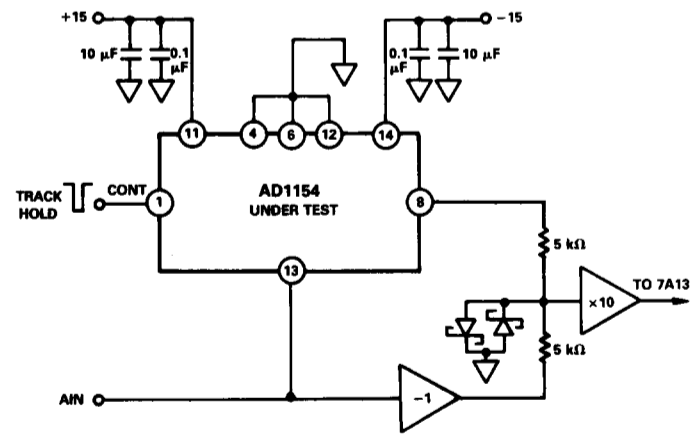 +15
-15
10 µF
0.1
µF
0.1
µF
10 µF
11
4
6
12
14
TRACK
HOLD
CONT
1
AD1154
UNDER TEST
8
13
5 kΩ
×10
TO 7A13
5 kΩ
AIN
−1